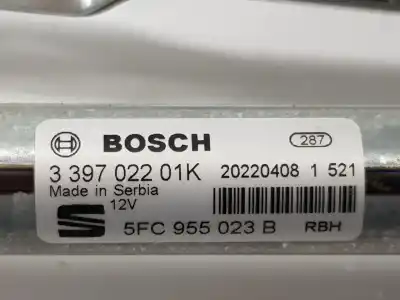 BOSCH 287
3 397 022 01K 20220408 1 521
Made in Serbia
12V
5FC 955 023 B RBH